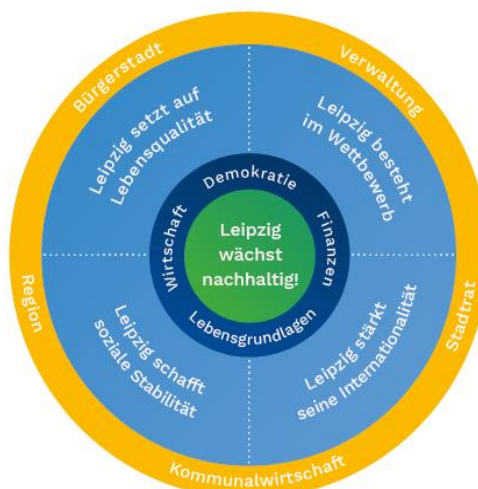 Bürgerstadt
Verwaltung
Leipzig setzt auf
Lebensqualität
Leipzig besteht
im Wettbewerb
Demokratie
Wirtschaft
Finanzen
Leipzig
wächst
nachhaltig!
Lebensgrundlagen
Region
Stadtrat
Leipzig schafft
soziale Stabilität
Leipzig stärkt
seine Internationalität
Kommunalwirtschaft